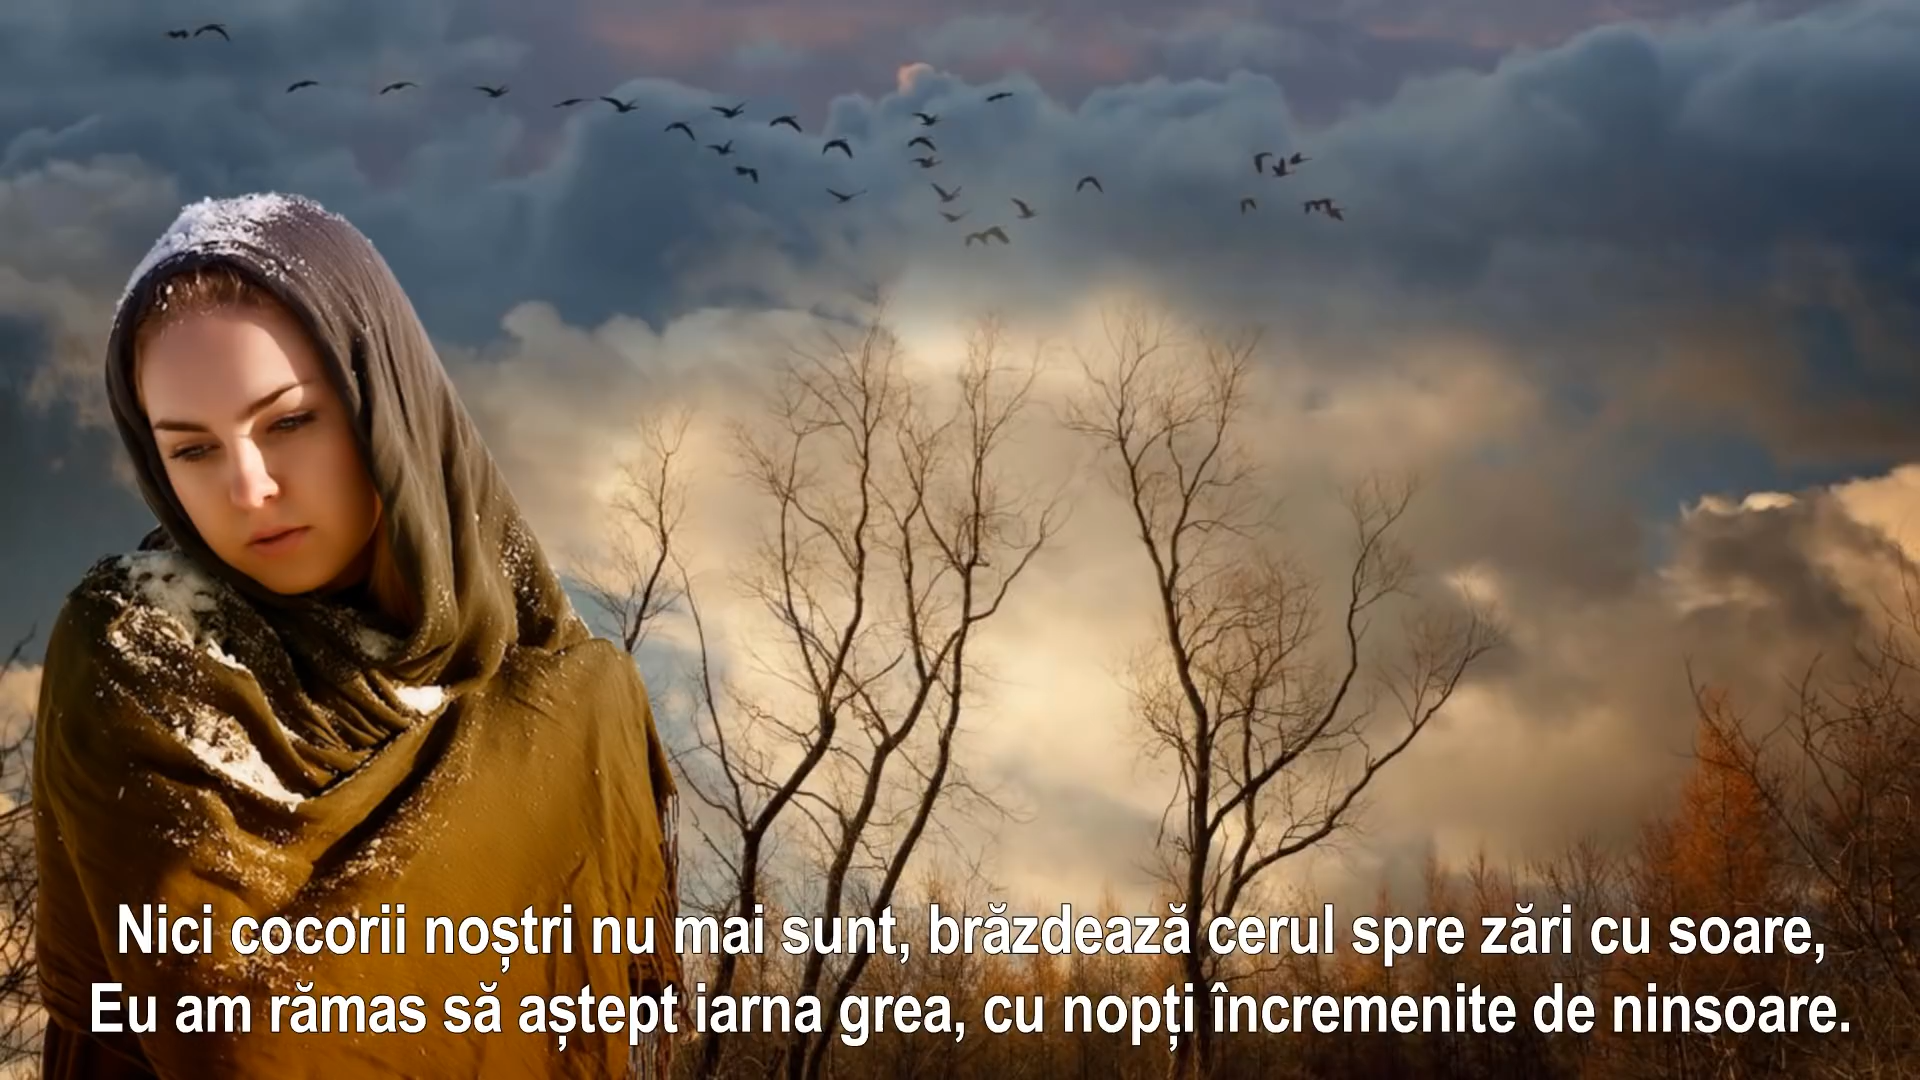 Nici cocorii noștri nu mai sunt, brăzdează cerul spre zări cu soare,
Eu am rămas să aștept iarna grea, cu nopți încremenite de ninsoare.